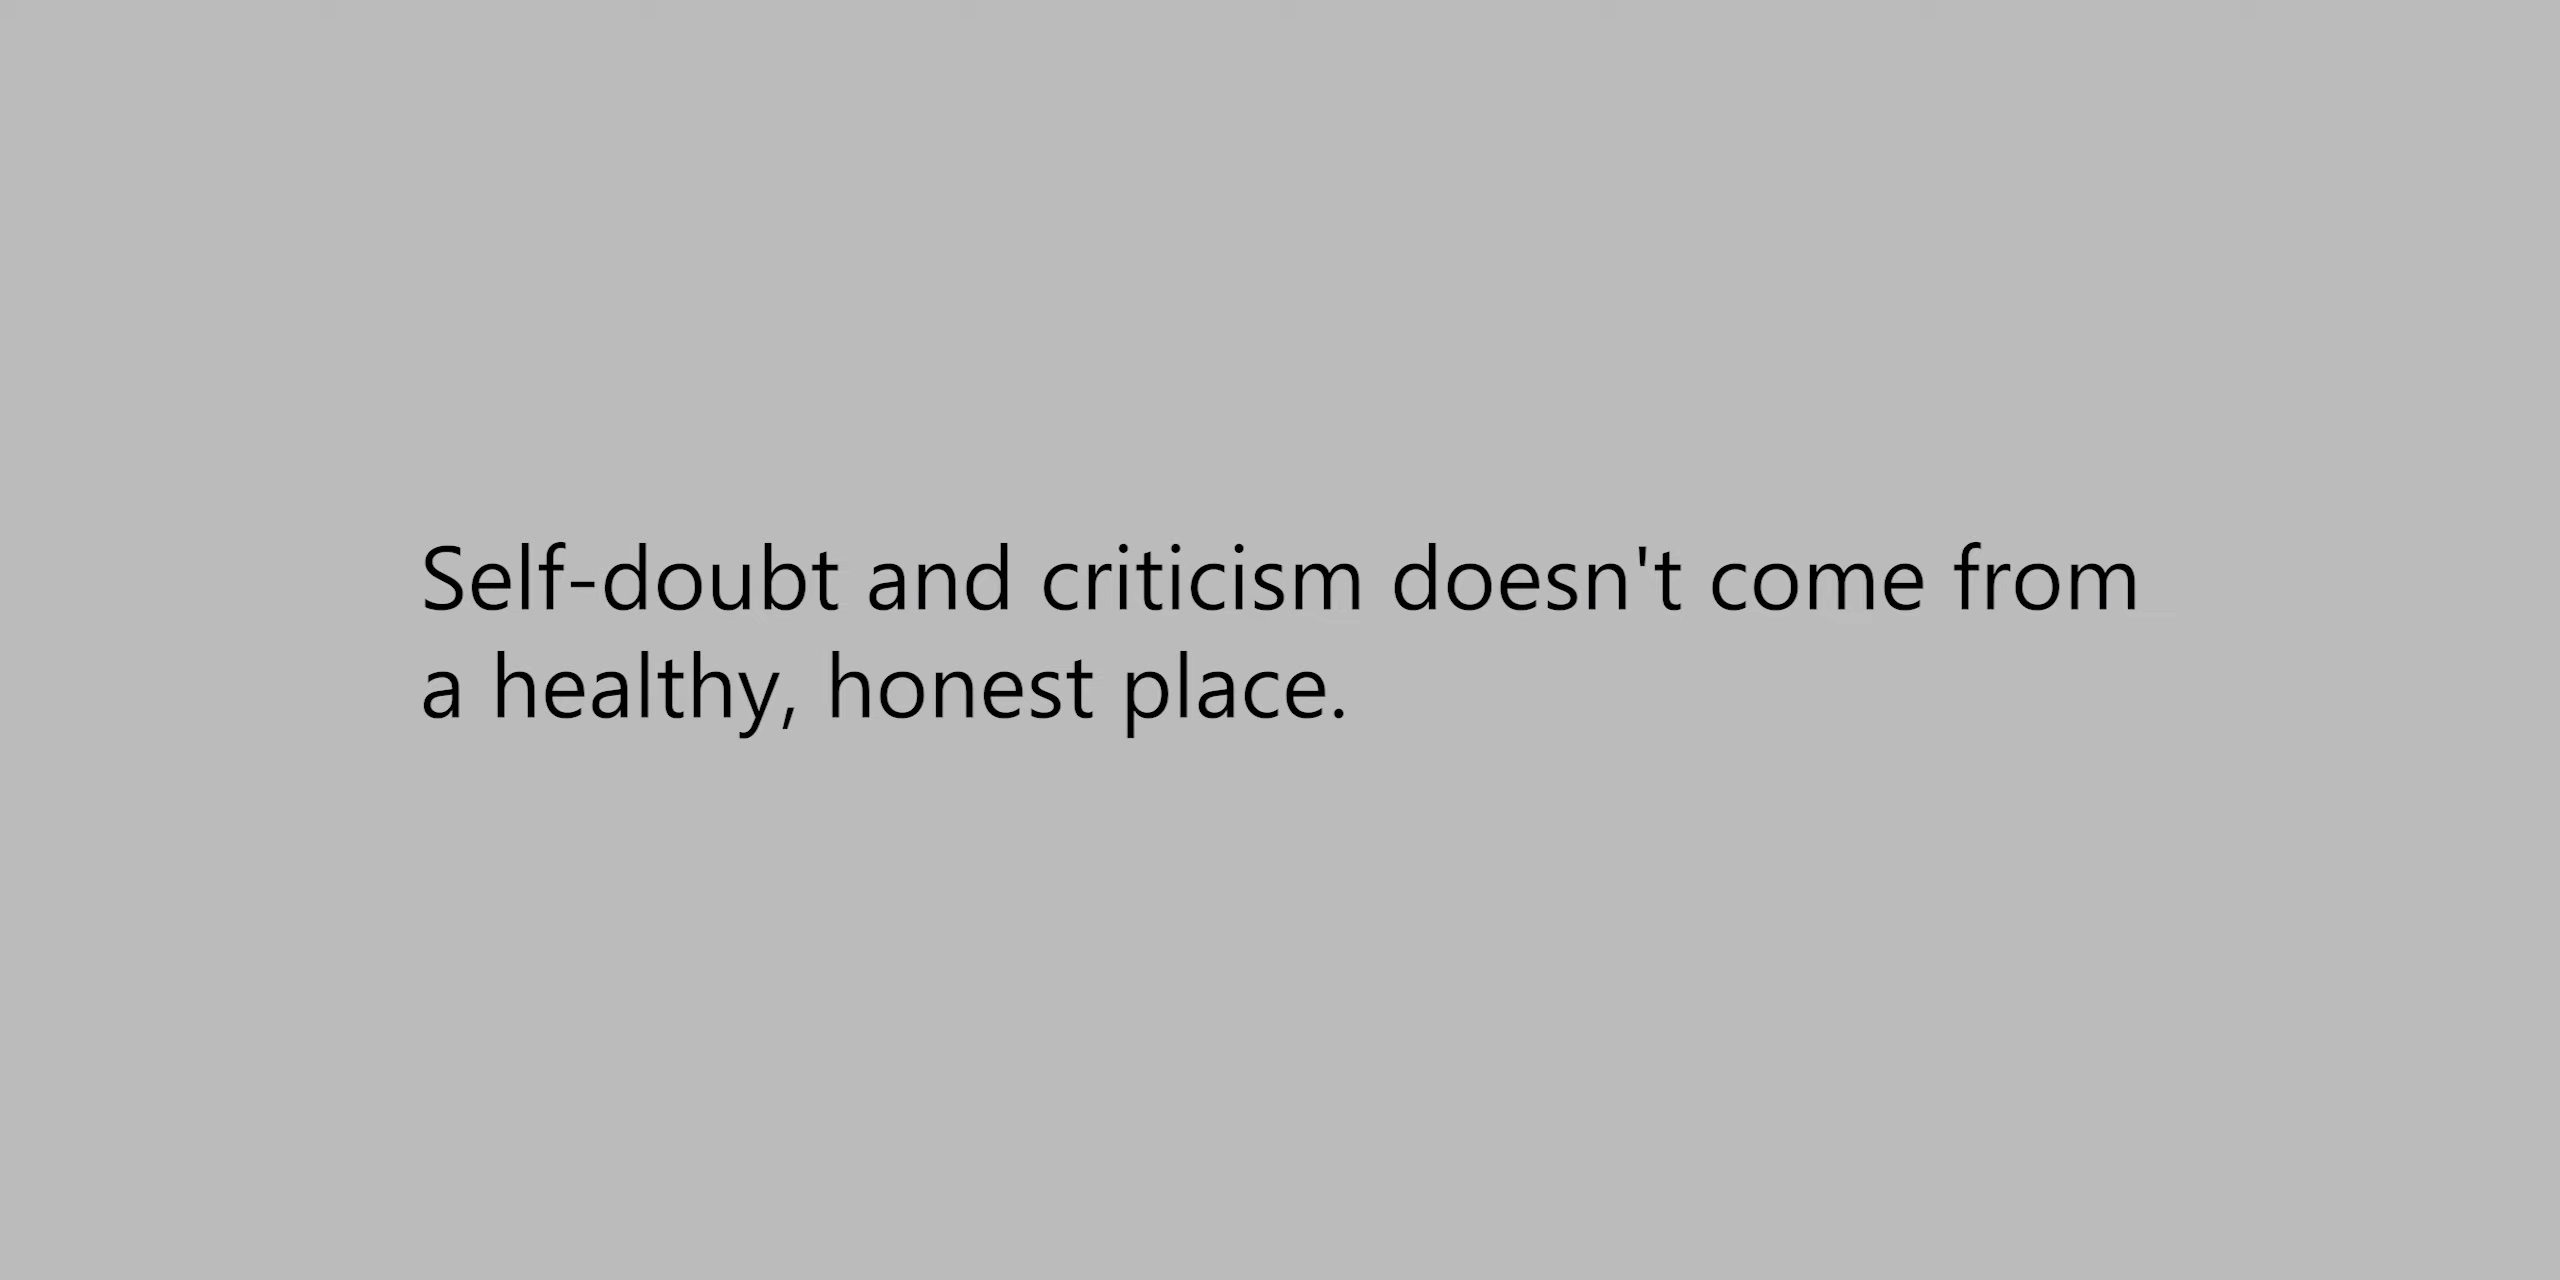 Self-doubt and criticism doesn't come from
a healthy, honest place.